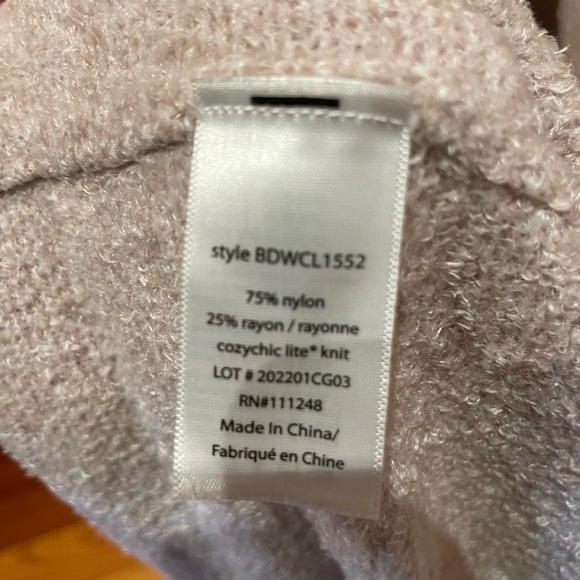 style BDWCL1552
75% nylon
25% rayon / rayonne
cozychic lite* knit
LOT # 202201CG03
RN#111248
Made In China/
Fabriqué en Chine